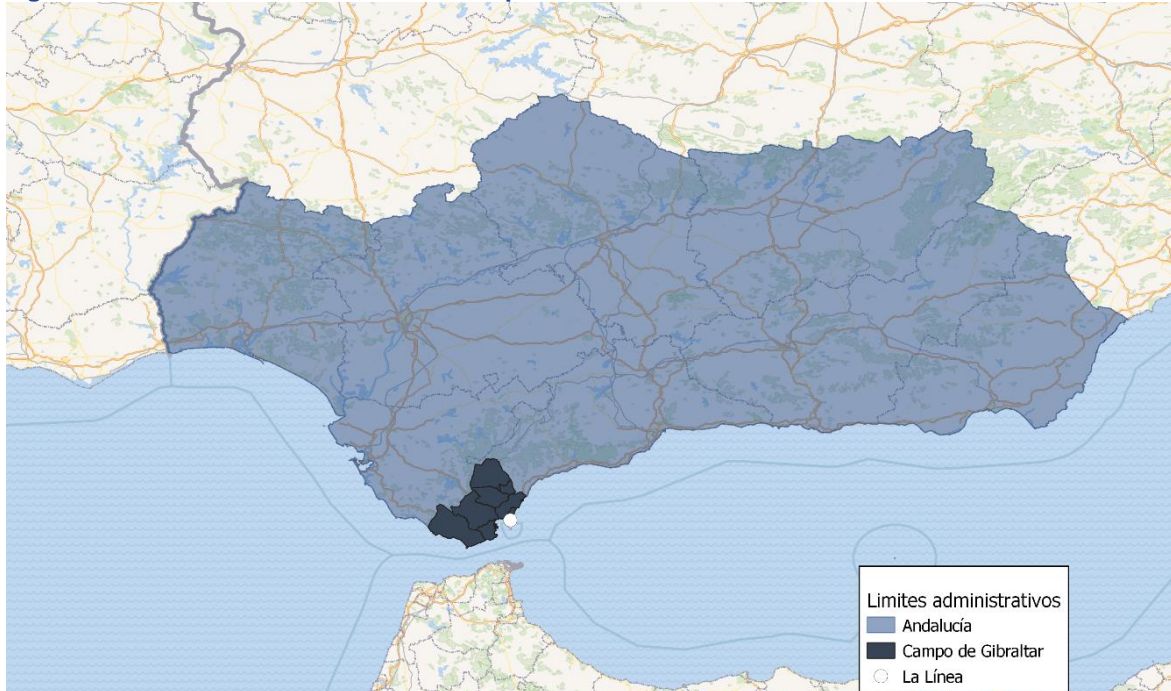 Limites administrativos
Andalucía
Campo de Gibraltar
La Línea